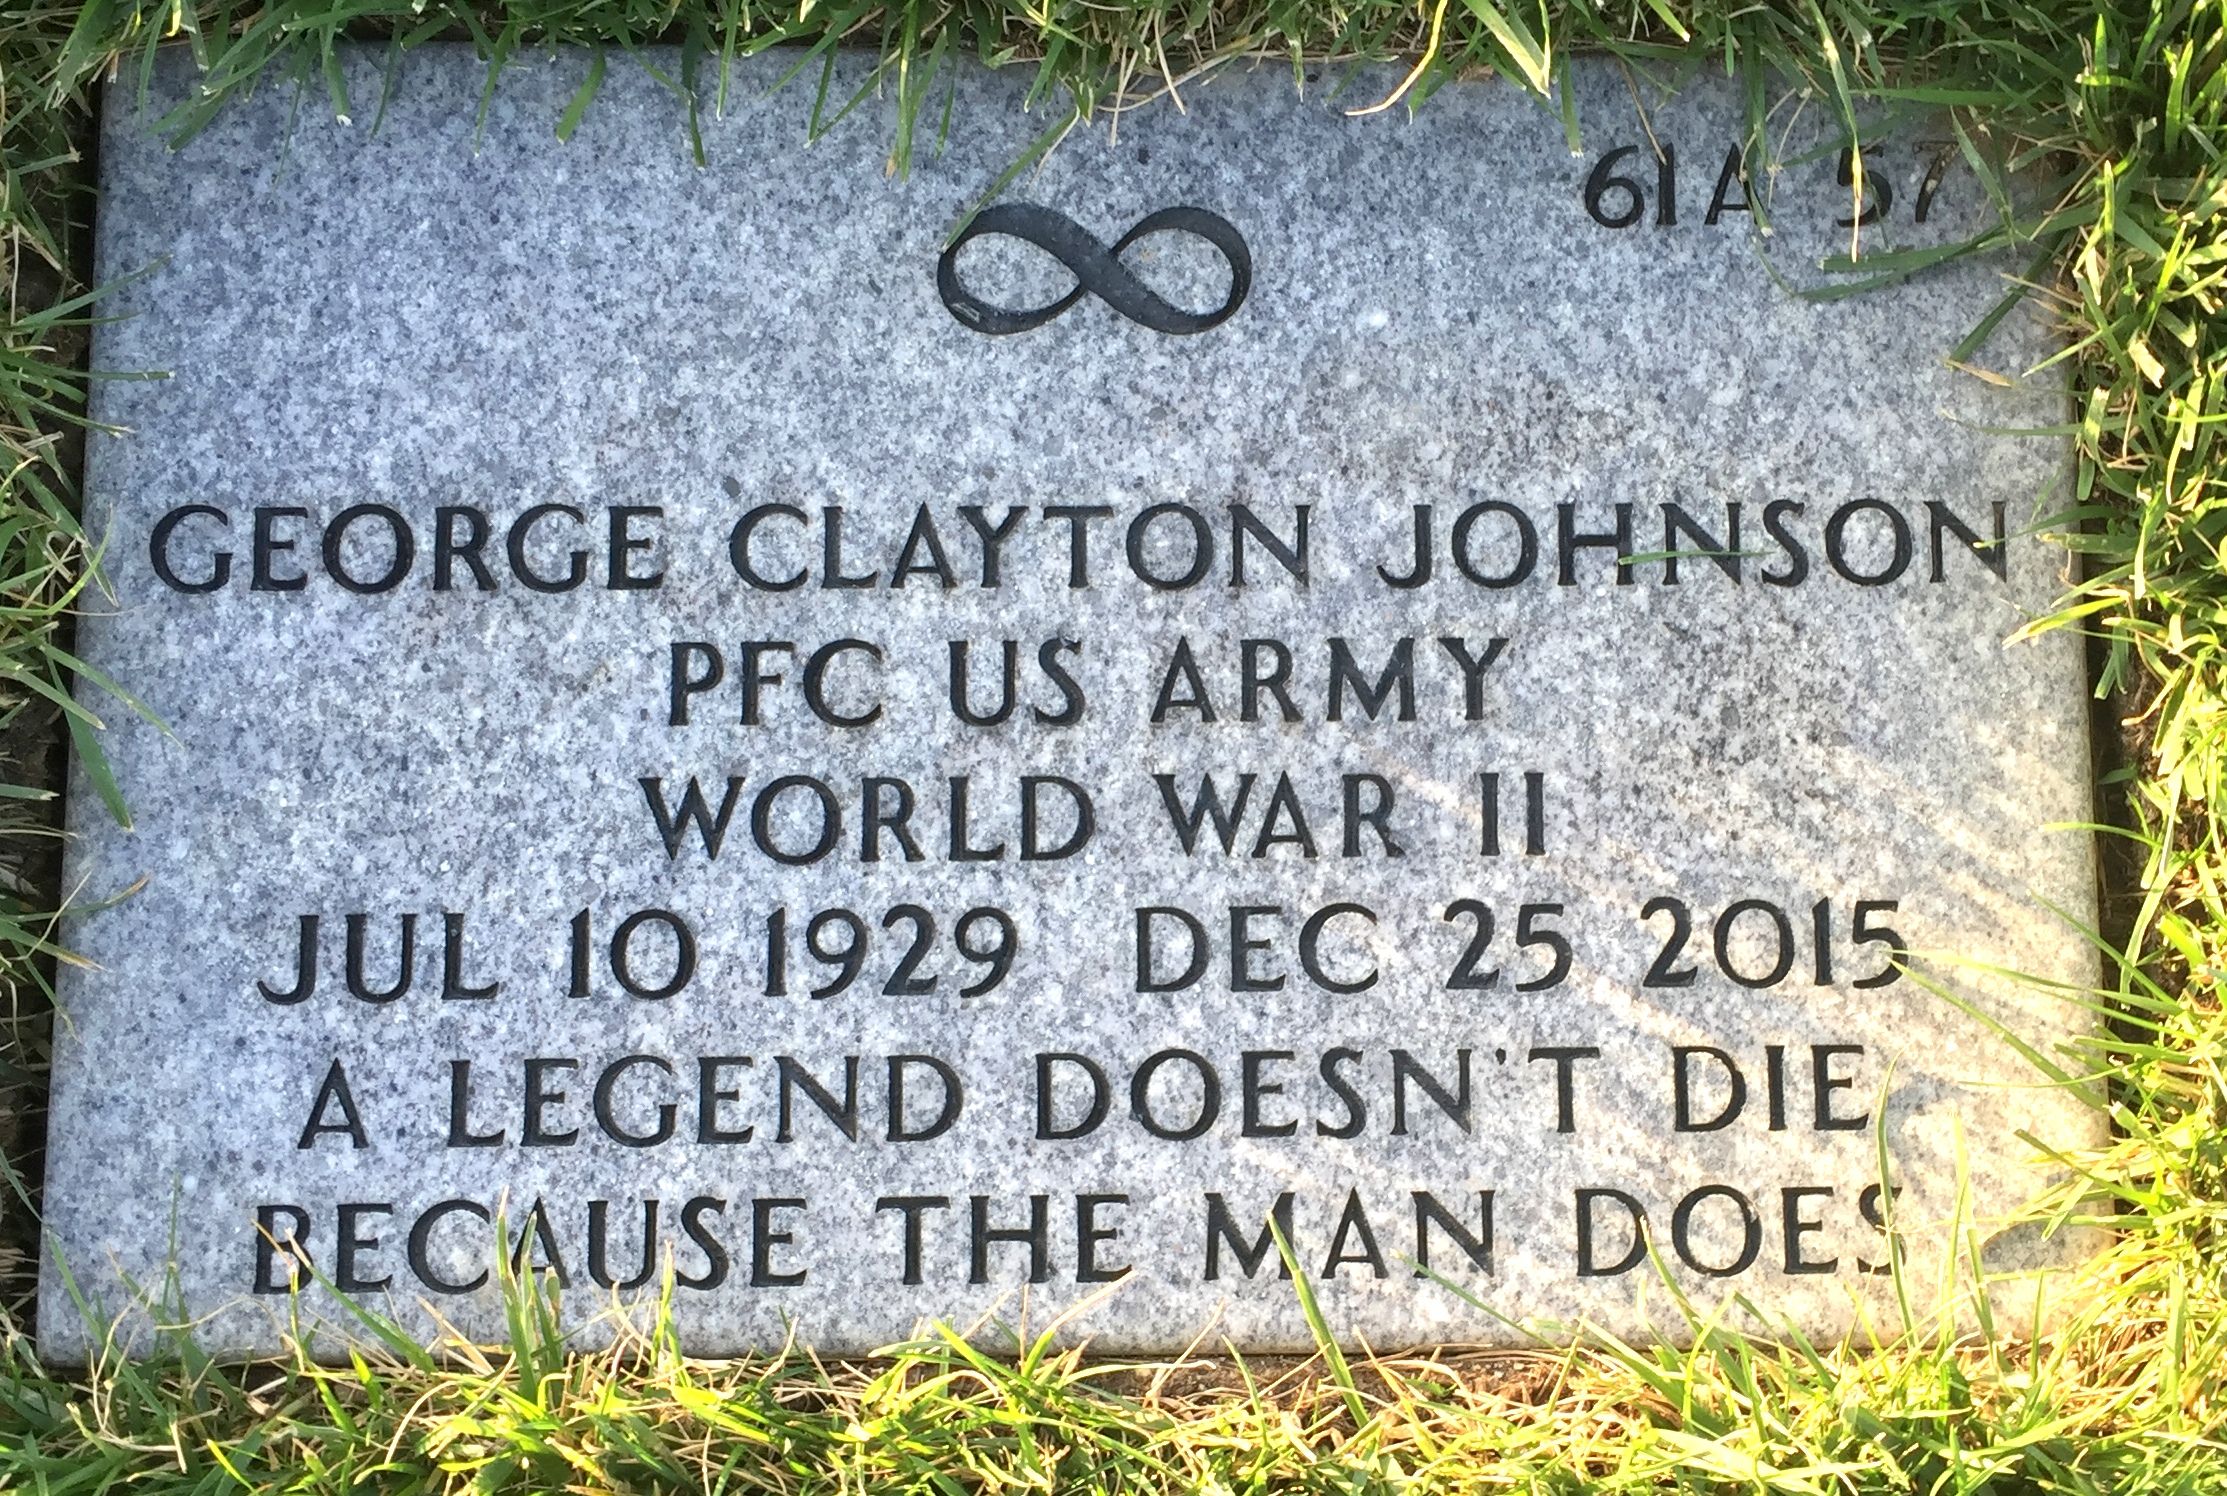 61A 57
GEORGE CLAYTON JOHNSON
PFC US ARMY
WORLD WAR II
JUL 10 1929 DEC 25 2015
A LEGEND DOESN'T DIE
BECAUSE THE MAN DOES